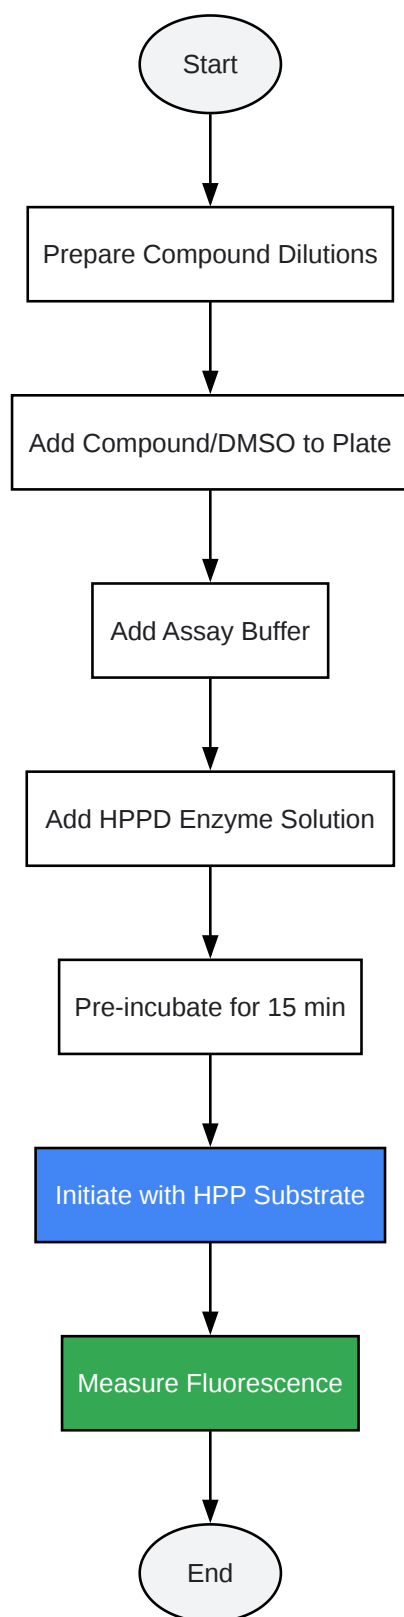 Start
Prepare Compound Dilutions
Add Compound/DMSO to Plate
Add Assay Buffer
Add HPPD Enzyme Solution
Pre-incubate for 15 min
Initiate with HPP Substrate
Measure Fluorescence
End